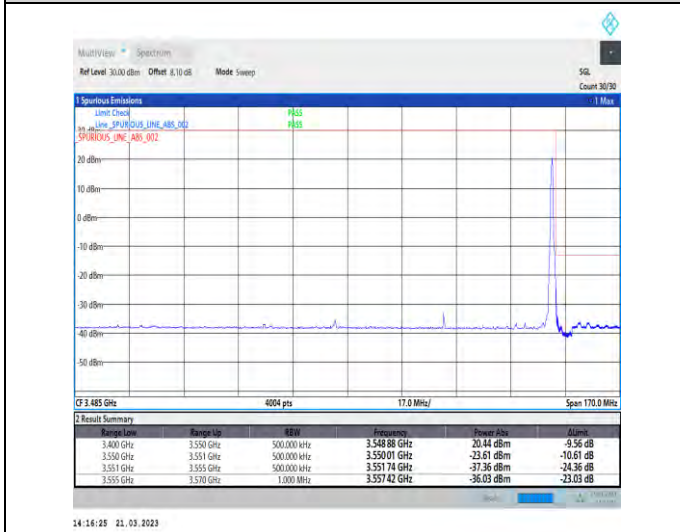 MultiView Spectrum
Ref Level 30.00 dBm Offset 8.10 dB Mode Sweep SGL
Count 30/30
1 Spurious Emissions 1 Max
Limit Check PASS
Line _SPURIOUS_LINE_ABS_002 PASS
30 dBm
_SPURIOUS_LINE_ABS_002
20 dBm
10 dBm
0 dBm
-10 dBm
-20 dBm
-30 dBm
-40 dBm
-50 dBm
CF 3.485 GHz 4004 pts 17.0 MHz/ Span 170.0 MHz
2 Result Summary
Range Low Range Up RBW Frequency Power Abs ΔLimit
3.400 GHz 3.550 GHz 500.000 kHz 3.548 88 GHz 20.44 dBm -9.56 dB
3.550 GHz 3.551 GHz 500.000 kHz 3.550 01 GHz -23.61 dBm -10.61 dB
3.551 GHz 3.555 GHz 500.000 kHz 3.551 74 GHz -37.36 dBm -24.36 dB
3.555 GHz 3.570 GHz 1.000 MHz 3.557 42 GHz -36.03 dBm -23.03 dB
14:16:25 21.03.2023